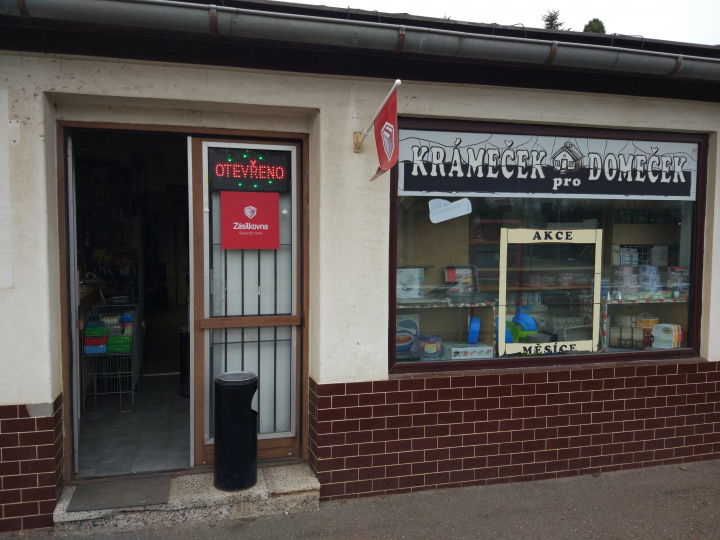 OTEVŘENO
Zásilkovna
KRÁMEČEK pro DOMEČEK
AKCE
MĚSÍCE